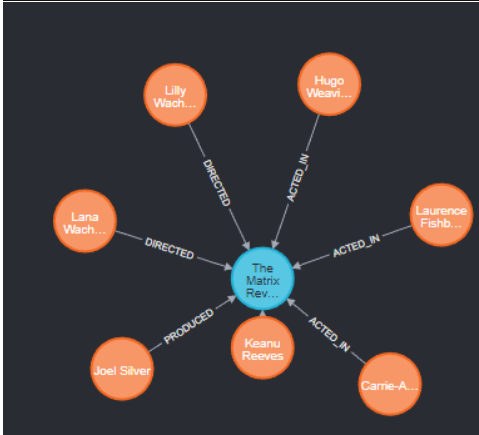 Lilly
Wach...
Hugo
Weavi...
DIRECTED
ACTED_IN
Lana
Wach...
Laurence
Fishb...
DIRECTED
ACTED_IN
The
Matrix
Rev...
PRODUCED
ACTED_IN
Keanu
Reeves
Joel Silver
Carrie-A...